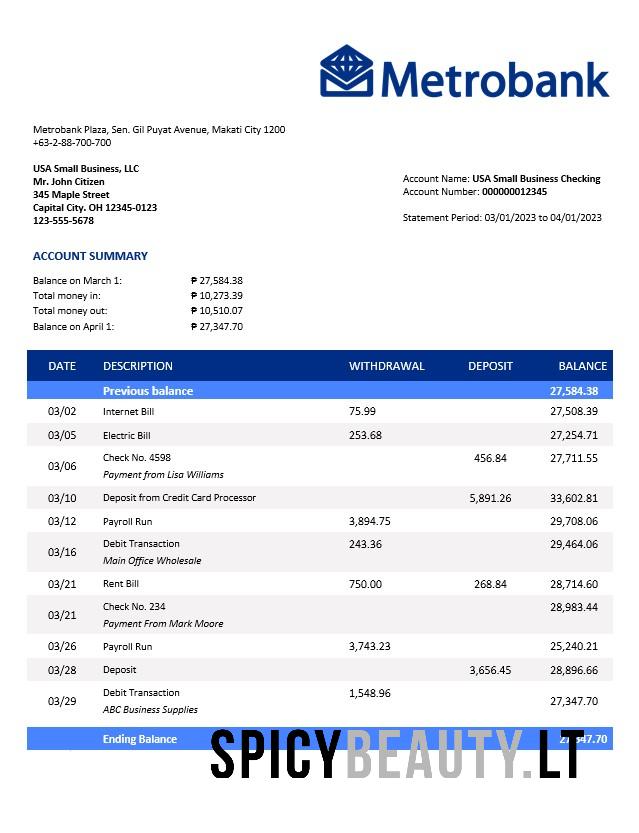 Metrobank
Metrobank Plaza, Sen. Gil Puyat Avenue, Makati City 1200
+63-2-88-700-700
USA Small Business, LLC
Mr. John Citizen
345 Maple Street
Capital City. OH 12345-0123
123-555-5678
Account Name: USA Small Business Checking
Account Number: 000000012345
Statement Period: 03/01/2023 to 04/01/2023
ACCOUNT SUMMARY
Balance on March 1: ₱ 27,584.38
Total money in: ₱ 10,273.39
Total money out: ₱ 10,510.07
Balance on April 1: ₱ 27,347.70
DATE DESCRIPTION WITHDRAWAL DEPOSIT BALANCE
Previous balance 27,584.38
03/02 Internet Bill 75.99 27,508.39
03/05 Electric Bill 253.68 27,254.71
03/06 Check No. 4598 456.84 27,711.55
Payment from Lisa Williams
03/10 Deposit from Credit Card Processor 5,891.26 33,602.81
03/12 Payroll Run 3,894.75 29,708.06
03/16 Debit Transaction 243.36 29,464.06
Main Office Wholesale
03/21 Rent Bill 750.00 268.84 28,714.60
03/21 Check No. 234 28,983.44
Payment From Mark Moore
03/26 Payroll Run 3,743.23 25,240.21
03/28 Deposit 3,656.45 28,896.66
03/29 Debit Transaction 1,548.96 27,347.70
ABC Business Supplies
Ending Balance 27,347.70
SPICYBEAUTY.LT